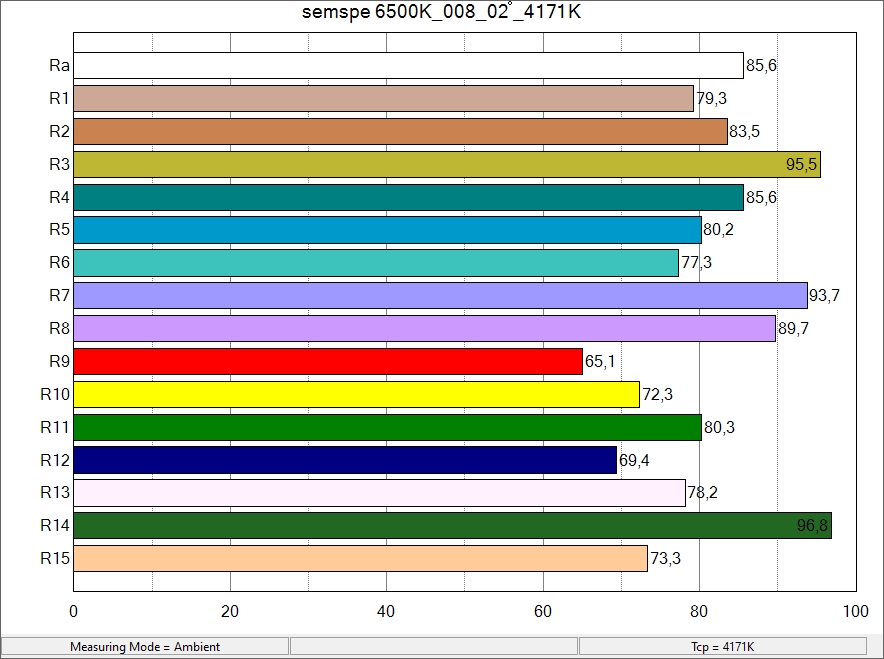 semspe 6500K_008_02°_4171K
Ra 85,6
R1 79,3
R2 83,5
R3 95,5
R4 85,6
R5 80,2
R6 77,3
R7 93,7
R8 89,7
R9 65,1
R10 72,3
R11 80,3
R12 69,4
R13 78,2
R14 96,8
R15 73,3
0 20 40 60 80 100
Measuring Mode = Ambient Tcp = 4171K